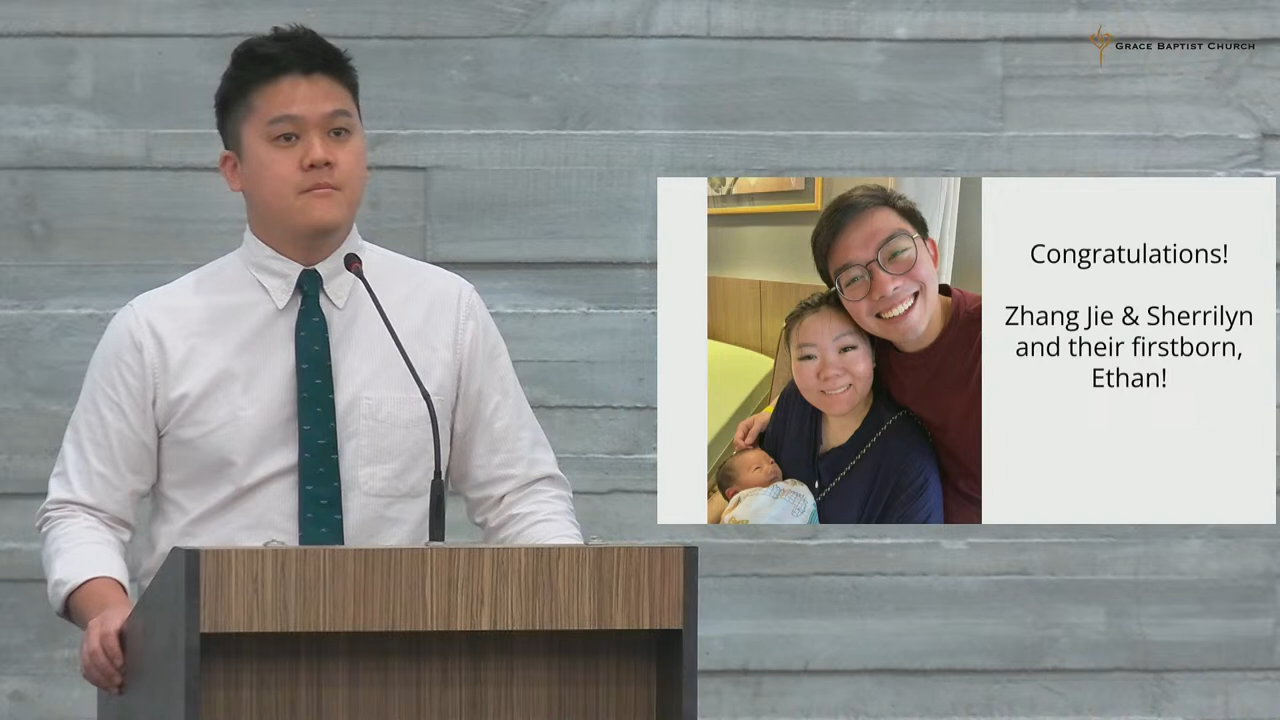 GRACE BAPTIST CHURCH
Congratulations!
Zhang Jie & Sherrilyn
and their firstborn,
Ethan!